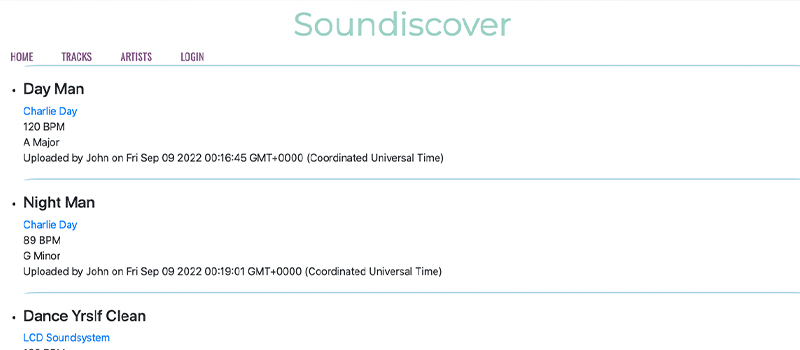 Soundiscover
HOME TRACKS ARTISTS LOGIN
Day Man
Charlie Day
120 BPM
A Major
Uploaded by John on Fri Sep 09 2022 00:16:45 GMT+0000 (Coordinated Universal Time)
Night Man
Charlie Day
89 BPM
G Minor
Uploaded by John on Fri Sep 09 2022 00:19:01 GMT+0000 (Coordinated Universal Time)
Dance Yrslf Clean
LCD Soundsystem